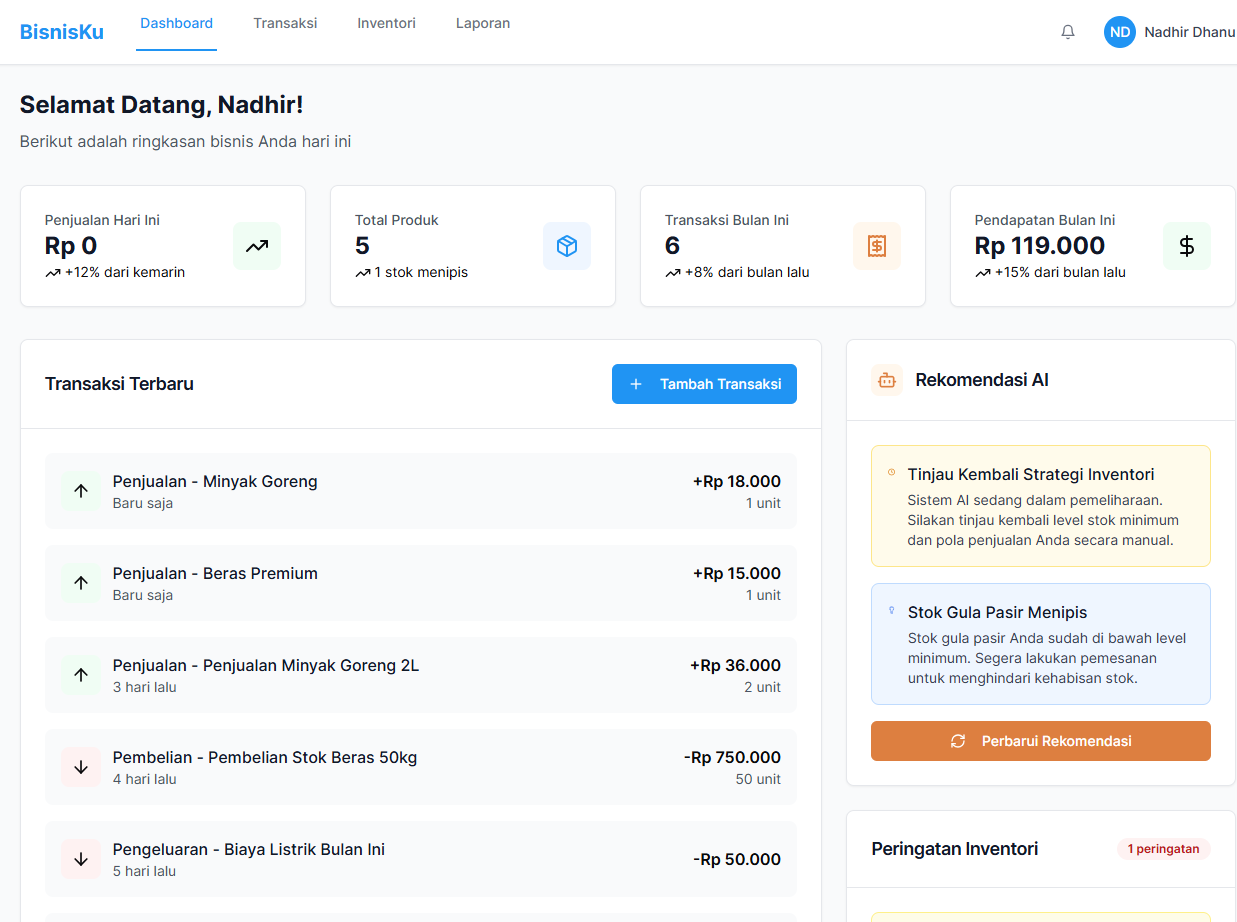 BisnisKu
Dashboard
Transaksi
Inventori
Laporan
ND
Nadhir Dhanu
Selamat Datang, Nadhir!
Berikut adalah ringkasan bisnis Anda hari ini
Penjualan Hari Ini
Rp 0
+12% dari kemarin
Total Produk
5
1 stok menipis
Transaksi Bulan Ini
6
+8% dari bulan lalu
Pendapatan Bulan Ini
Rp 119.000
+15% dari bulan lalu
Transaksi Terbaru
+ Tambah Transaksi
Penjualan - Minyak Goreng
Baru saja
+Rp 18.000
1 unit
Penjualan - Beras Premium
Baru saja
+Rp 15.000
1 unit
Penjualan - Penjualan Minyak Goreng 2L
3 hari lalu
+Rp 36.000
2 unit
Pembelian - Pembelian Stok Beras 50kg
4 hari lalu
-Rp 750.000
50 unit
Pengeluaran - Biaya Listrik Bulan Ini
5 hari lalu
-Rp 50.000
Rekomendasi AI
Tinjau Kembali Strategi Inventori
Sistem AI sedang dalam pemeliharaan.
Silakan tinjau kembali level stok minimum
dan pola penjualan Anda secara manual.
Stok Gula Pasir Menipis
Stok gula pasir Anda sudah di bawah level
minimum. Segera lakukan pemesanan
untuk menghindari kehabisan stok.
Perbarui Rekomendasi
Peringatan Inventori
1 peringatan